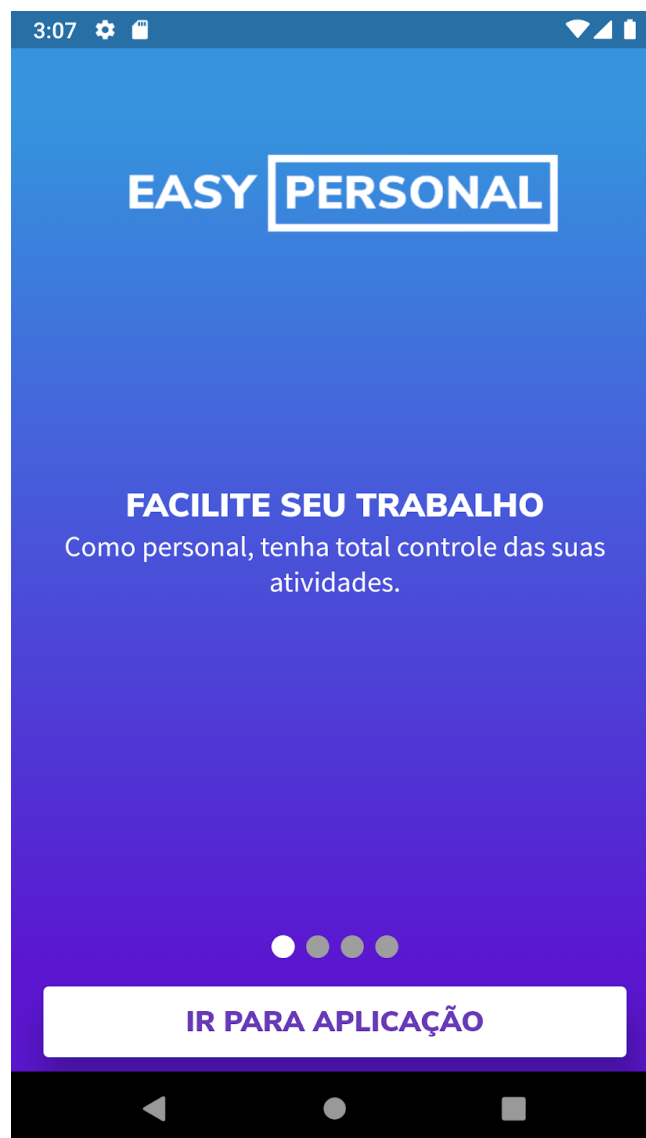 3:07
EASY PERSONAL
FACILITE SEU TRABALHO
Como personal, tenha total controle das suas
atividades.
IR PARA APLICAÇÃO